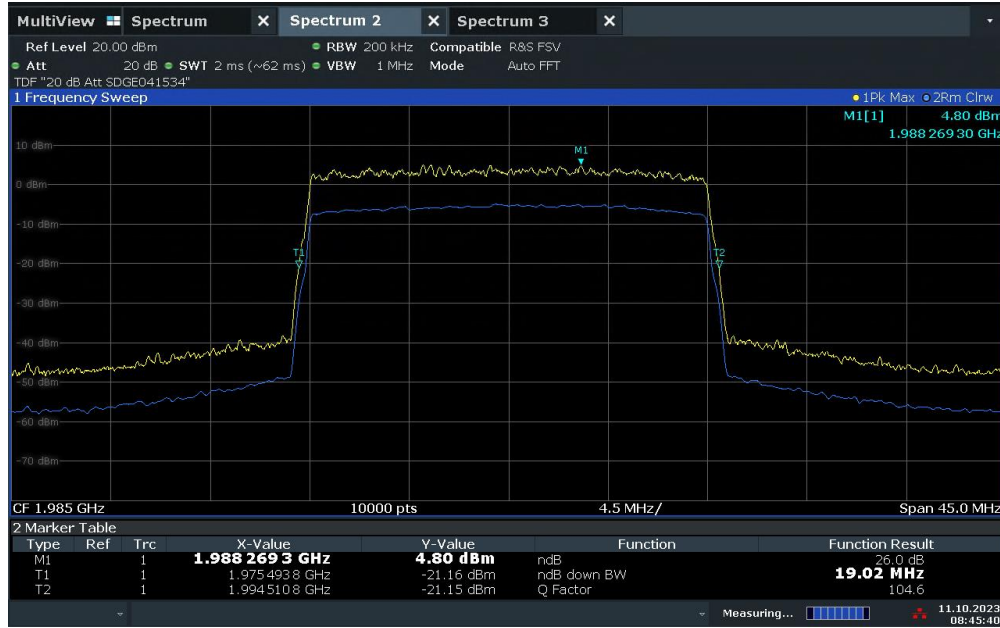 MultiView Spectrum X Spectrum 2 X Spectrum 3 X
Ref Level 20.00 dBm RBW 200 kHz Compatible R&S FSV
Att 20 dB SWT 2 ms (~62 ms) VBW 1 MHz Mode Auto FFT
TDF "20 dB Att SDGE041534"
1 Frequency Sweep 1Pk Max 2Rm Clrw
M1[1] 4.80 dBm
1.988 269 30 GHz
10 dBm
M1
0 dBm
-10 dBm
T1 T2
-20 dBm
-30 dBm
-40 dBm
-50 dBm
-60 dBm
-70 dBm
CF 1.985 GHz 10000 pts 4.5 MHz/ Span 45.0 MHz
2 Marker Table
Type Ref Trc X-Value Y-Value Function Function Result
M1 1 1.988 269 3 GHz 4.80 dBm ndB 26.0 dB
T1 1 1.975 493 8 GHz -21.16 dBm ndB down BW 19.02 MHz
T2 1 1.994 510 8 GHz -21.15 dBm Q Factor 104.6
Measuring... 11.10.2023
08:45:40